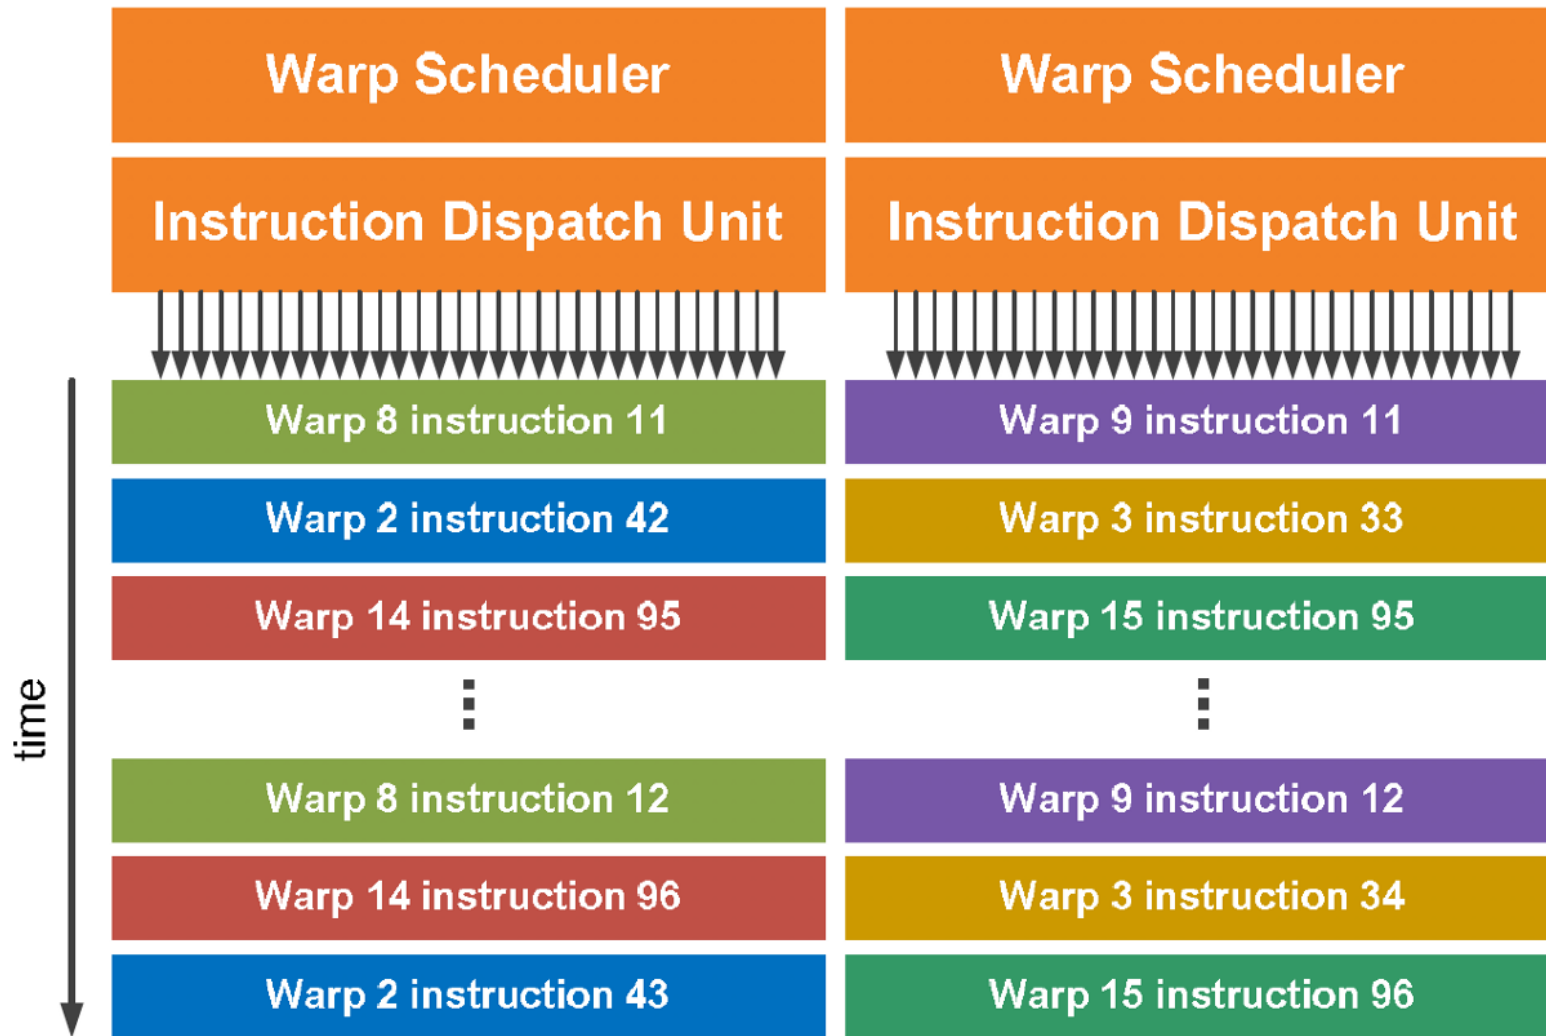 Warp Scheduler
Warp Scheduler
Instruction Dispatch Unit
Instruction Dispatch Unit
Warp 8 instruction 11
Warp 9 instruction 11
Warp 2 instruction 42
Warp 3 instruction 33
Warp 14 instruction 95
Warp 15 instruction 95
time
Warp 8 instruction 12
Warp 9 instruction 12
Warp 14 instruction 96
Warp 3 instruction 34
Warp 2 instruction 43
Warp 15 instruction 96